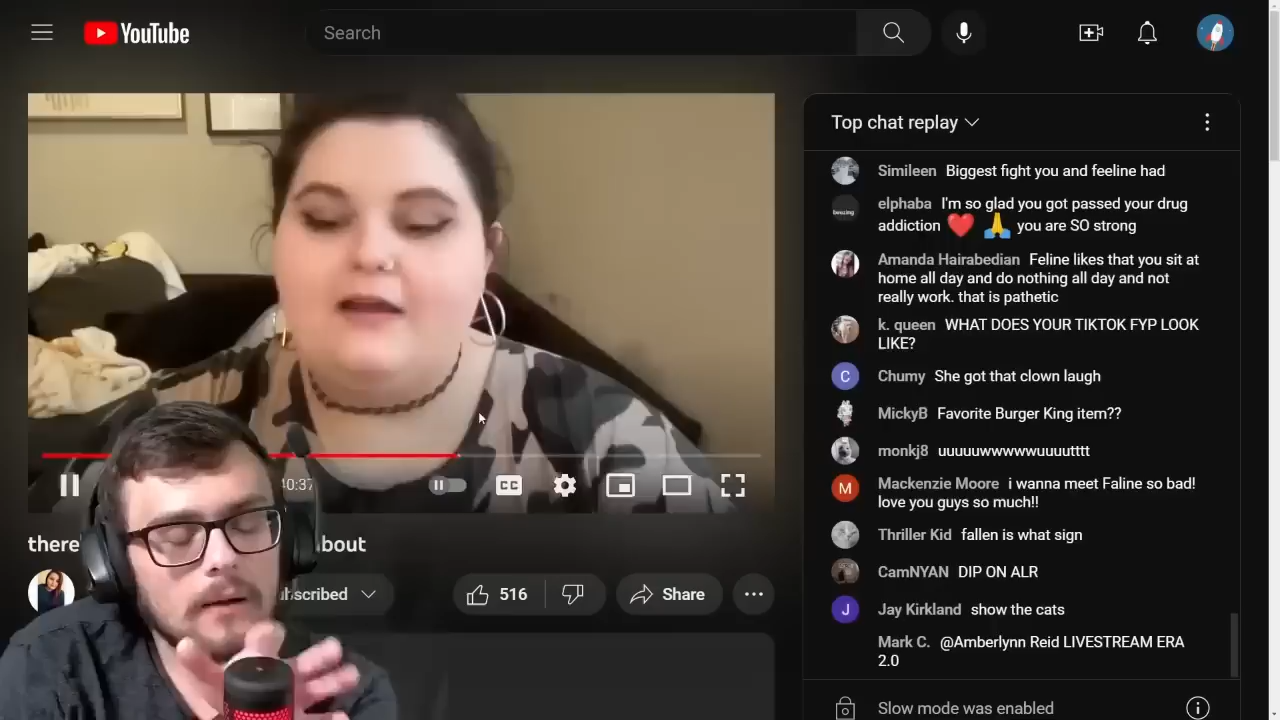 YouTube
Search
Top chat replay
Simileen Biggest fight you and feeline had
elphaba I'm so glad you got passed your drug
addiction ❤️ 🙏 you are SO strong
Amanda Hairabedian Feline likes that you sit at
home all day and do nothing all day and not
really work. that is pathetic
k. queen WHAT DOES YOUR TIKTOK FYP LOOK
LIKE?
C Chumy She got that clown laugh
MickyB Favorite Burger King item??
monkj8 uuuuuwwwwwuuuutttt
M Mackenzie Moore i wanna meet Faline so bad!
love you guys so much!!
Thriller Kid fallen is what sign
CamNYAN DIP ON ALR
J Jay Kirkland show the cats
Mark C. @Amberlynn Reid LIVESTREAM ERA
2.0
Slow mode was enabled
40:37
CC
there bout
ubscribed
516
Share